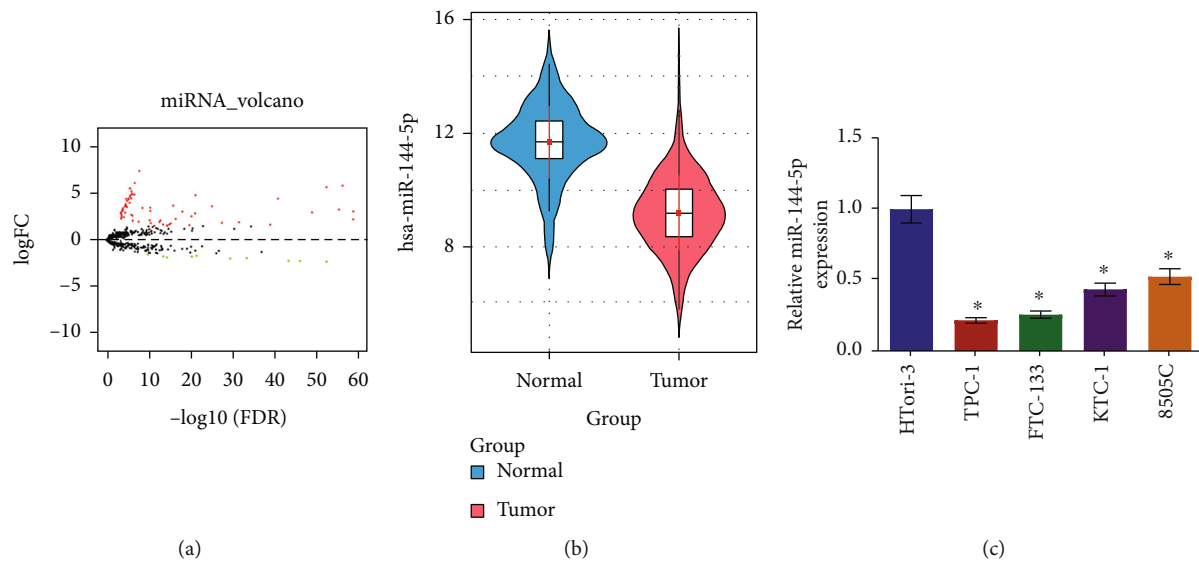 miRNA_volcano
logFC
10
5
0
−5
−10
0 10 20 30 40 50 60
−log10 (FDR)
(a)
hsa-miR-144-5p
16
12
8
Normal Tumor
Group
Group
Normal
Tumor
(b)
Relative miR-144-5p
expression
1.5
1.0
0.5
0.0
* * * *
HTori-3
TPC-1
FTC-133
KTC-1
8505C
(c)